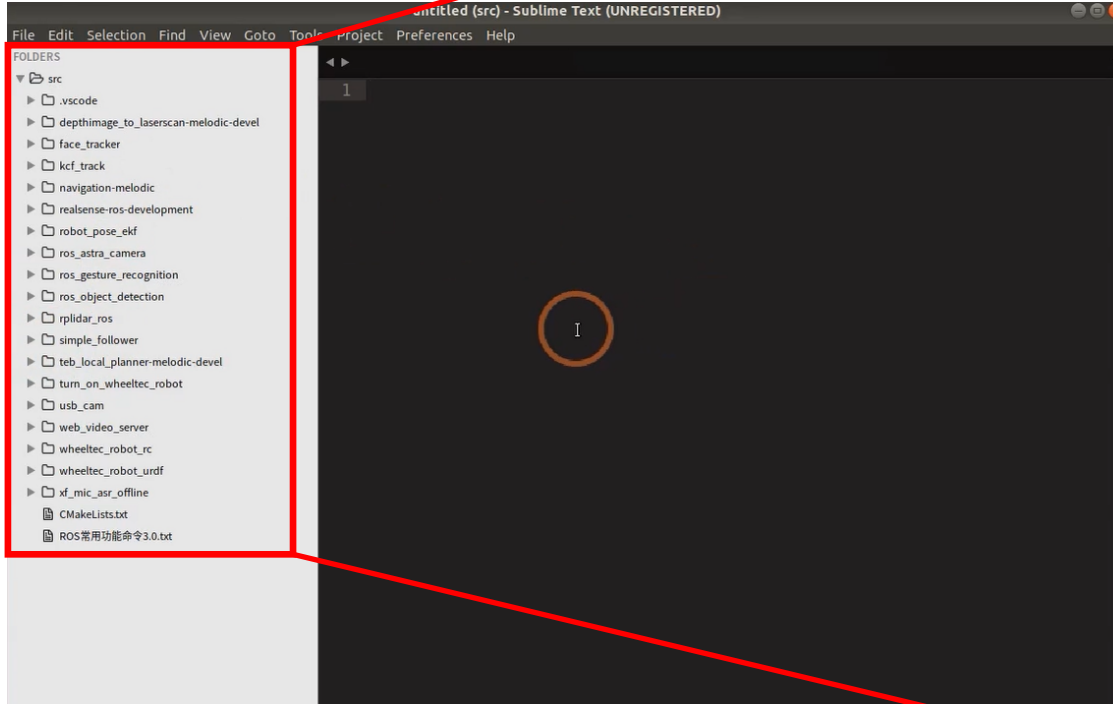 untitled (src) - Sublime Text (UNREGISTERED)
File Edit Selection Find View Goto Tools Project Preferences Help
FOLDERS
src
.vscode
depthimage_to_laserscan-melodic-devel
face_tracker
kcf_track
navigation-melodic
realsense-ros-development
robot_pose_ekf
ros_astra_camera
ros_gesture_recognition
ros_object_detection
rplidar_ros
simple_follower
teb_local_planner-melodic-devel
turn_on_wheeltec_robot
usb_cam
web_video_server
wheeltec_robot_rc
wheeltec_robot_urdf
xf_mic_asr_offline
CMakeLists.txt
ROS常用功能命令3.0.txt
1